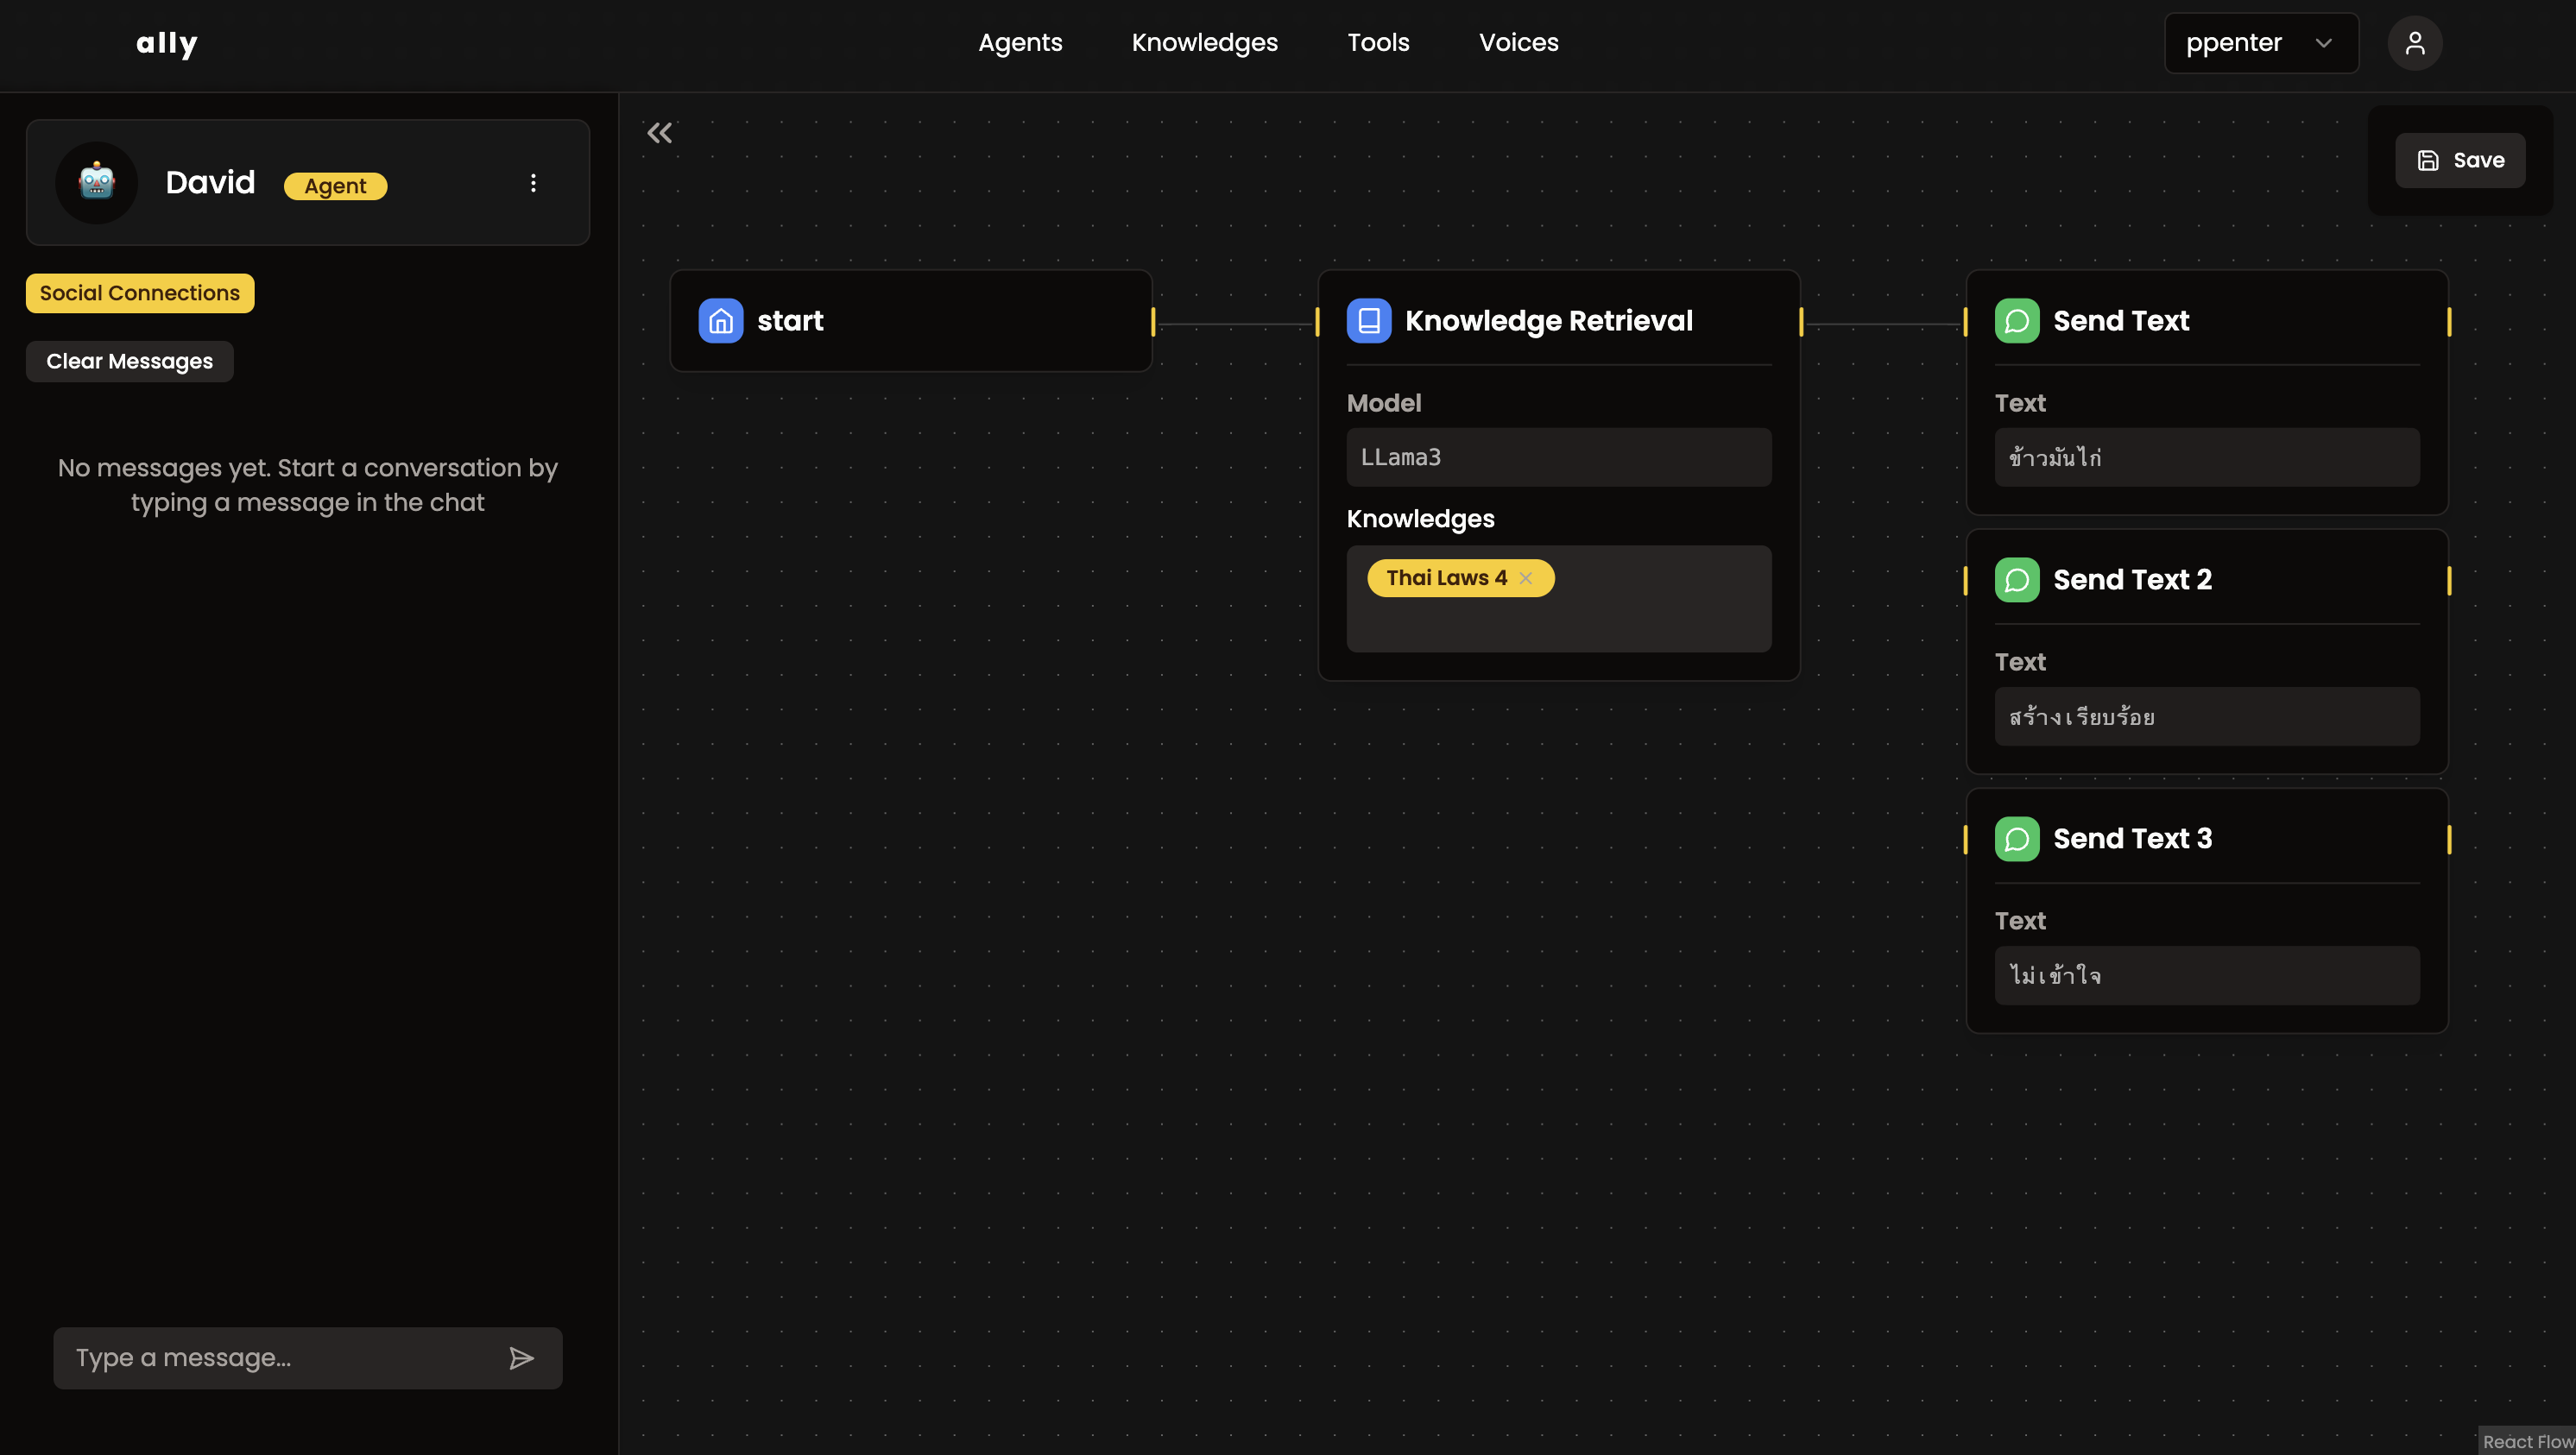 ally
Agents Knowledges Tools Voices
ppenter
David Agent
Social Connections
Clear Messages
No messages yet. Start a conversation by
typing a message in the chat
Type a message...
Save
start
Knowledge Retrieval
Model
LLama3
Knowledges
Thai Laws 4
Send Text
Text
ข้าวมันไก่
Send Text 2
Text
สร้างเรียบร้อย
Send Text 3
Text
ไม่เข้าใจ
React Flow